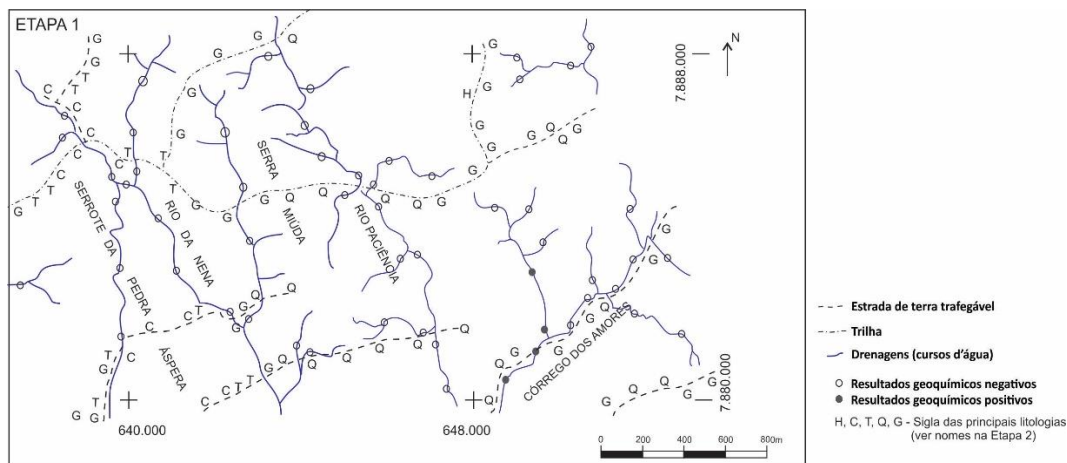 ETAPA 1
G
G
T
T
C
C
C
C
C
T
T
G
C
T
T
T
G
G
G
G
Q
G
G
G
G
G
Q
Q
Q
Q
G
G
G
H
G
G
G
G
Q
Q
G
N
7.888.000
SERROTE DA PEDRA ÁSPERA
RIO DA NENA
SERRA MIÚDA
RIO PACIÊNCIA
CÓRREGO DOS AMORES
C
C
T
G
G
Q
Q
C
C
T
T
G
Q
Q
Q
Q
Q
Q
T
G
C
T
G
G
G
G
Q
G
G
Q
G
Q
Q
G
Q
Q
G
G
7.880.000
640.000
648.000
0 200 400 600 800m
Estrada de terra trafegável
Trilha
Drenagens (cursos d'água)
Resultados geoquímicos negativos
Resultados geoquímicos positivos
H, C, T, Q, G - Sigla das principais litologias
(ver nomes na Etapa 2)